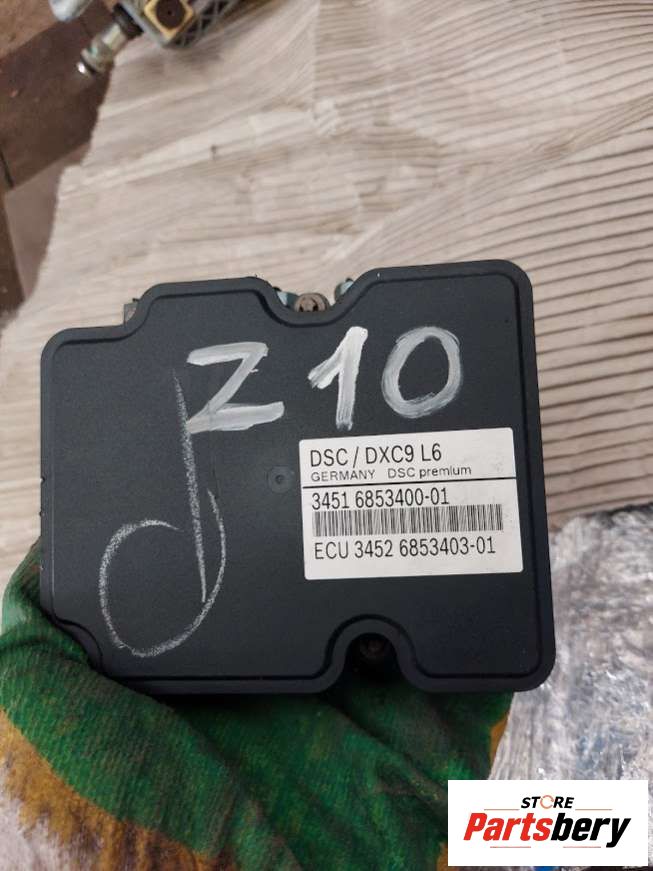 Z10
DSC / DXC9 L6
GERMANY DSC premium
3451 6853400-01
ECU 3452 6853403-01
STORE
Partsbery